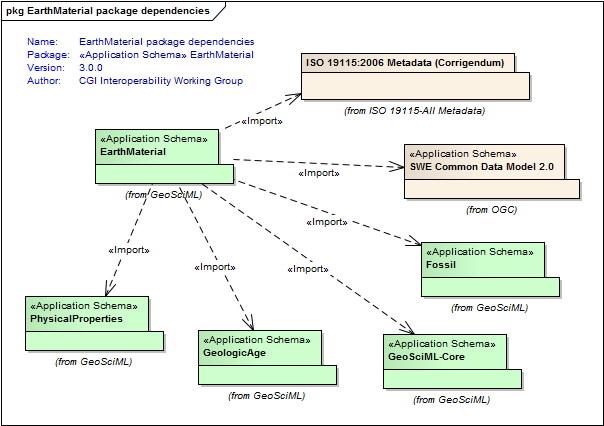 pkg EarthMaterial package dependencies
Name: EarthMaterial package dependencies
Package: «Application Schema» EarthMaterial
Version: 3.0.0
Author: CGI Interoperability Working Group
ISO 19115:2006 Metadata (Corrigendum)
(from ISO 19115-All Metadata)
«Import»
«Application Schema»
EarthMaterial
(from GeoSciML)
«Application Schema»
SWE Common Data Model 2.0
(from OGC)
«Import»
«Import»
«Application Schema»
Fossil
(from GeoSciML)
«Import»
«Import»
«Import»
«Application Schema»
PhysicalProperties
(from GeoSciML)
«Application Schema»
GeologicAge
(from GeoSciML)
«Application Schema»
GeoSciML-Core
(from GeoSciML)